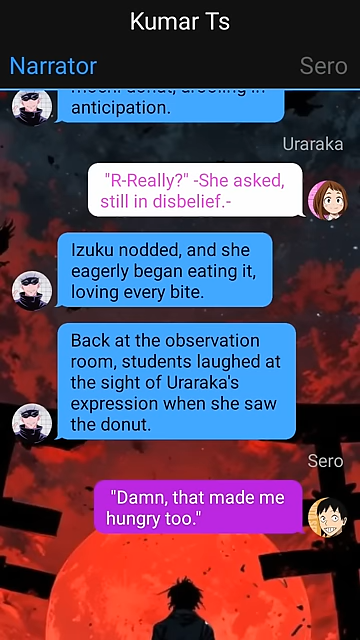 Kumar Ts
Narrator
Sero
anticipation.
Uraraka
"R-Really?" -She asked,
still in disbelief.-
Izuku nodded, and she
eagerly began eating it,
loving every bite.
Back at the observation
room, students laughed at
the sight of Uraraka's
expression when she saw
the donut.
Sero
"Damn, that made me
hungry too."